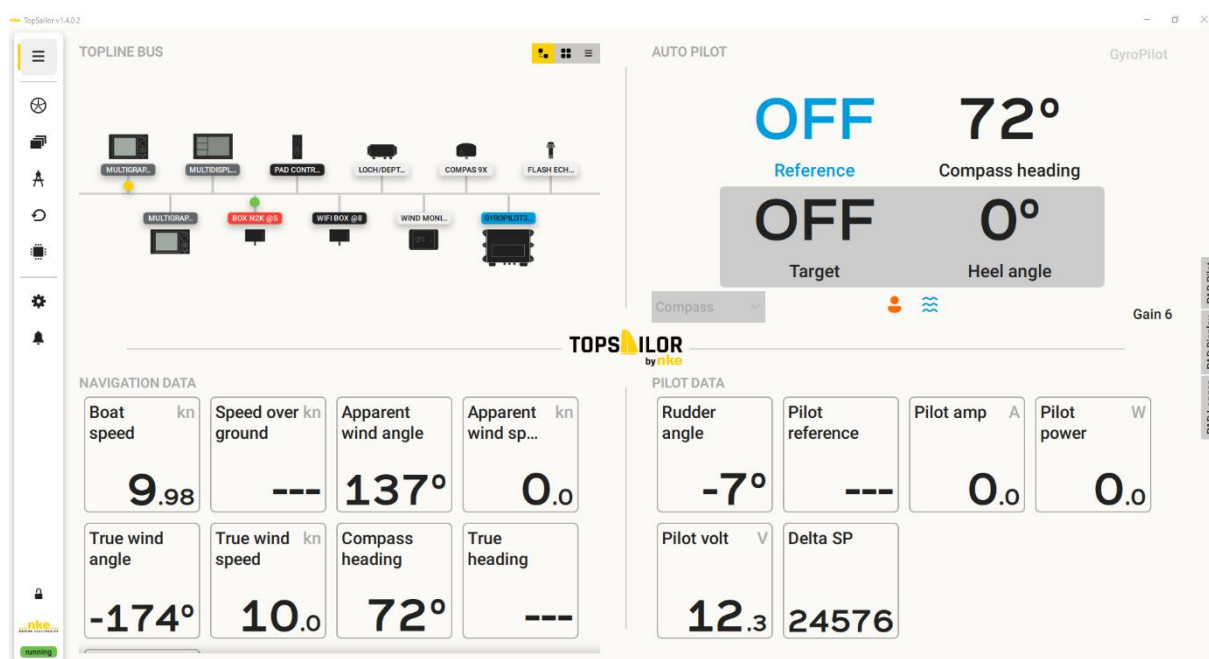 TopSailor v1.4.0.2
TOPLINE BUS
AUTO PILOT
GyroPilot
MULTIGRAP...
MULTIDISPL...
PAD CONTR...
LOCH/DEPT...
COMPAS 9X
FLASH ECH...
MULTIGRAP...
BOX N2K @5
WIFI BOX @8
WIND MONI...
GYROPILOT3...
OFF
72°
Reference
Compass heading
OFF
0°
Target
Heel angle
Compass
Gain 6
TOPSAILOR
by nke
NAVIGATION DATA
Boat speed kn
9.98
Speed over ground kn
---
Apparent wind angle
137°
Apparent wind sp... kn
0.0
True wind angle
-174°
True wind speed kn
10.0
Compass heading
72°
True heading
---
PILOT DATA
Rudder angle
-7°
Pilot reference
---
Pilot amp A
0.0
Pilot power W
0.0
Pilot volt V
12.3
Delta SP
24576
nke
running